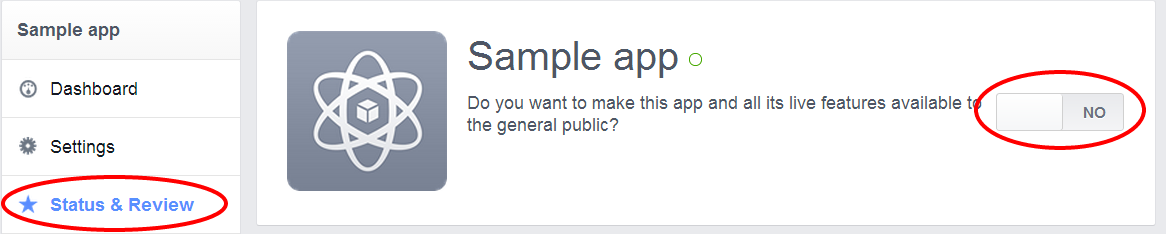 Sample app
Dashboard
Settings
Status & Review
Sample app
Do you want to make this app and all its live features available to
the general public?
NO